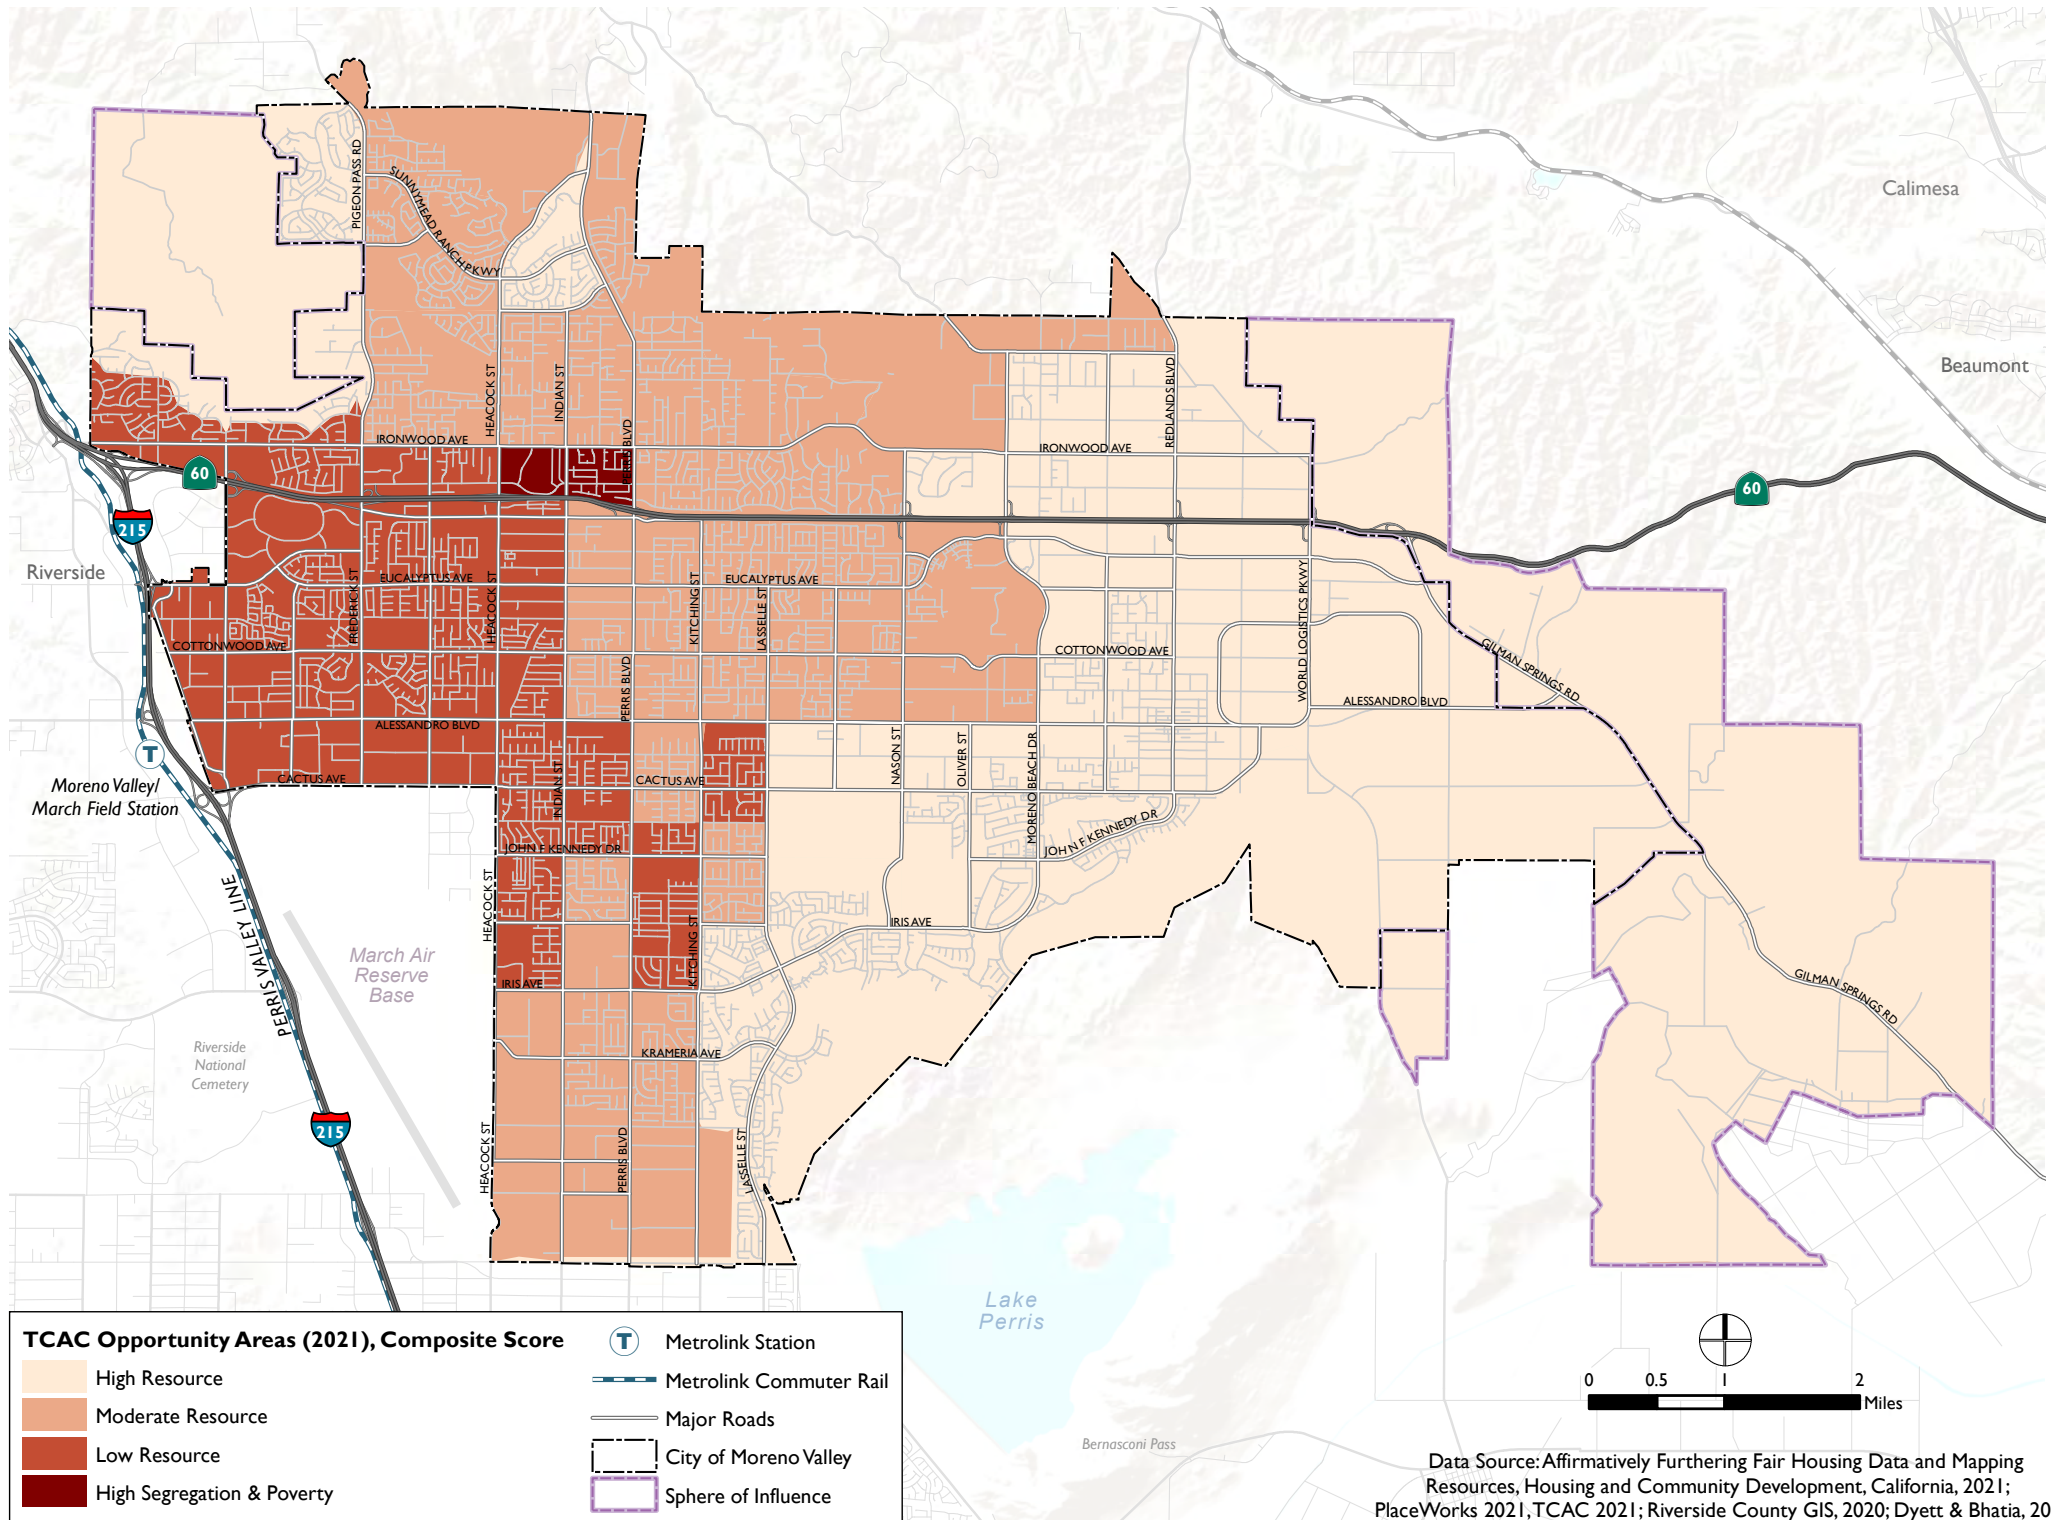 Calimesa
Beaumont
PIGEON PASS RD
SUNNYMEAD RANCH PKWY
HEACOCK ST
INDIAN ST
PERRIS BLVD
REDLANDS BLVD
IRONWOOD AVE
IRONWOOD AVE
60
60
215
Riverside
EUCALYPTUS AVE
EUCALYPTUS AVE
FREDERICK ST
HEACOCK ST
KITCHING ST
LASSELLE ST
WORLD LOGISTICS PKWY
COTTONWOOD AVE
COTTONWOOD AVE
GILMAN SPRINGS RD
PERRIS BLVD
ALESSANDRO BLVD
ALESSANDRO BLVD
NASON ST
OLIVER ST
MORENO BEACH DR
T
Moreno Valley/
March Field Station
CACTUS AVE
CACTUS AVE
INDIAN ST
JOHN F KENNEDY DR
JOHN F KENNEDY DR
HEACOCK ST
PERRIS VALLEY LINE
IRIS AVE
KITCHING ST
March Air
Reserve
Base
IRIS AVE
GILMAN SPRINGS RD
Riverside
National
Cemetery
KRAMERIA AVE
215
HEACOCK ST
PERRIS BLVD
LASSELLE ST
Lake
Perris
Bernasconi Pass
TCAC Opportunity Areas (2021), Composite Score
High Resource
Moderate Resource
Low Resource
High Segregation & Poverty
T
Metrolink Station
Metrolink Commuter Rail
Major Roads
City of Moreno Valley
Sphere of Influence
0 0.5 1 2
Miles
Data Source: Affirmatively Furthering Fair Housing Data and Mapping
Resources, Housing and Community Development, California, 2021;
PlaceWorks 2021, TCAC 2021; Riverside County GIS, 2020; Dyett & Bhatia, 20